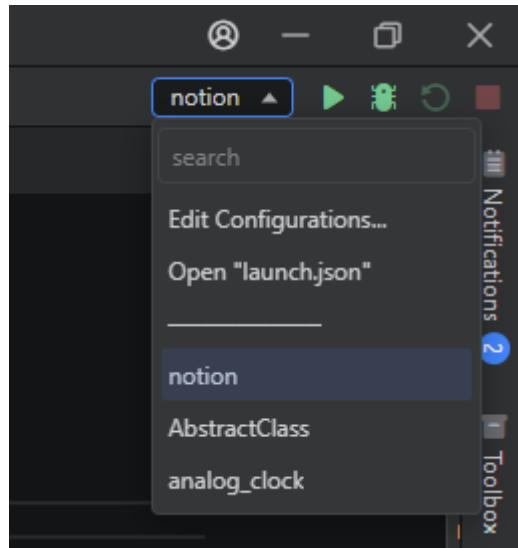 notion
search
Edit Configurations...
Open "launch.json"
notion
AbstractClass
analog_clock
Notifications
2
Toolbox